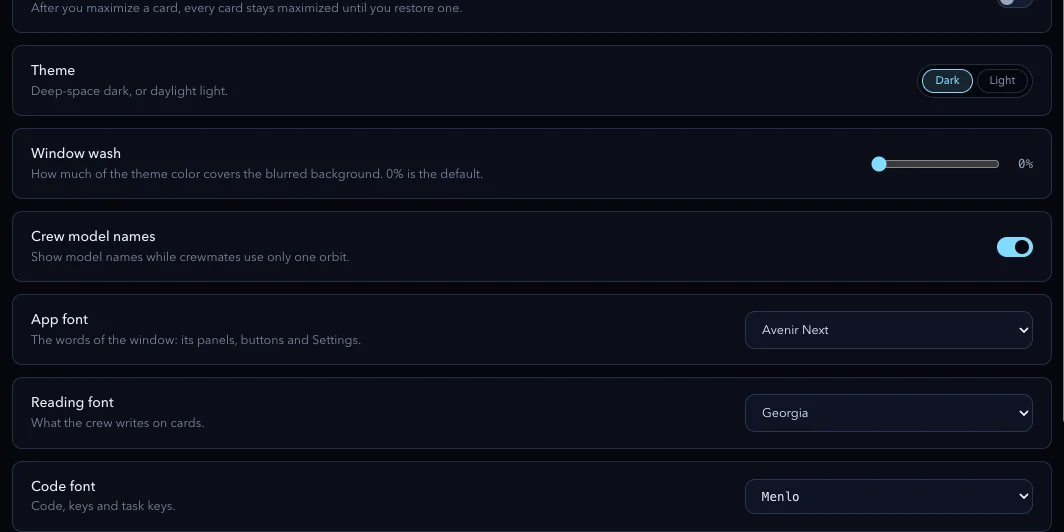 After you maximize a card, every card stays maximized until you restore one.
Theme
Deep-space dark, or daylight light.
Dark Light
Window wash
How much of the theme color covers the blurred background. 0% is the default.
0%
Crew model names
Show model names while crewmates use only one orbit.
App font
The words of the window: its panels, buttons and Settings.
Avenir Next
Reading font
What the crew writes on cards.
Georgia
Code font
Code, keys and task keys.
Menlo